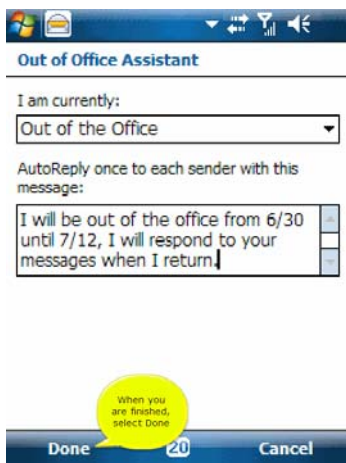 Out of Office Assistant
I am currently:
Out of the Office
AutoReply once to each sender with this
message:
I will be out of the office from 6/30
until 7/12, I will respond to your
messages when I return.
When you
are finished,
select Done
Done 20 Cancel